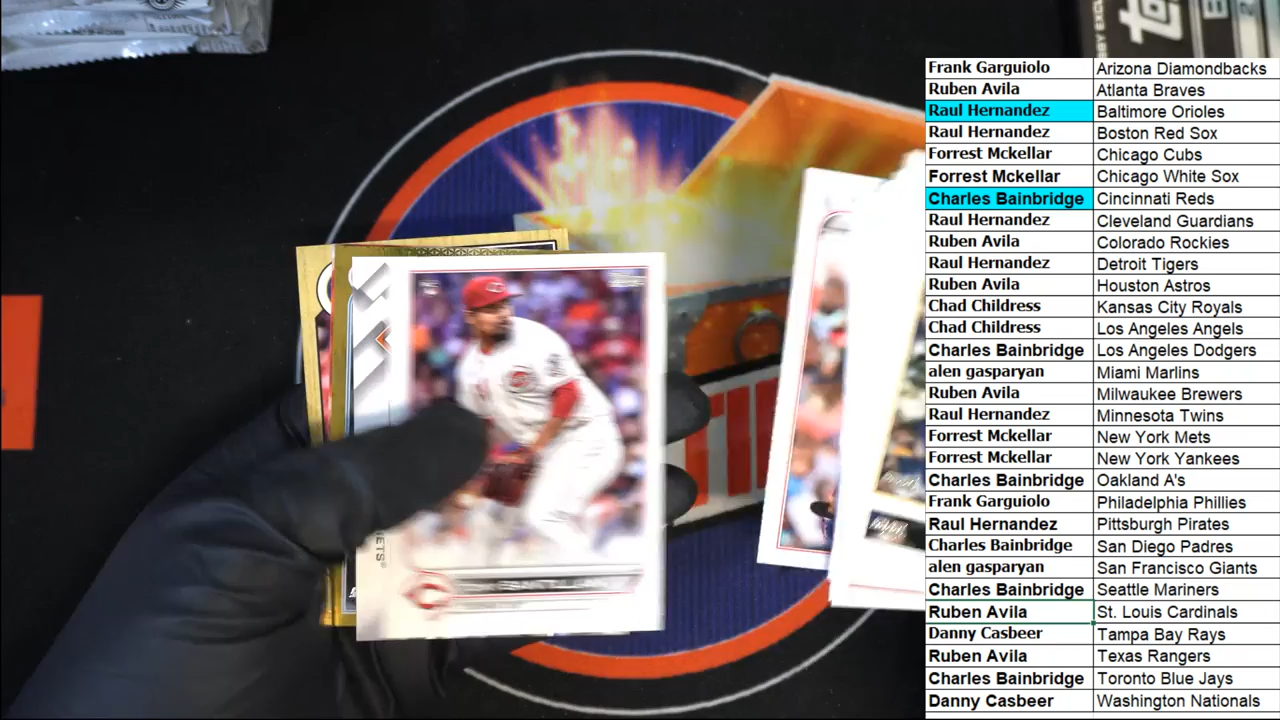 Frank Garguiolo Arizona Diamondbacks
Ruben Avila Atlanta Braves
Raul Hernandez Baltimore Orioles
Raul Hernandez Boston Red Sox
Forrest Mckellar Chicago Cubs
Forrest Mckellar Chicago White Sox
Charles Bainbridge Cincinnati Reds
Raul Hernandez Cleveland Guardians
Ruben Avila Colorado Rockies
Raul Hernandez Detroit Tigers
Ruben Avila Houston Astros
Chad Childress Kansas City Royals
Chad Childress Los Angeles Angels
Charles Bainbridge Los Angeles Dodgers
alen gasparyan Miami Marlins
Ruben Avila Milwaukee Brewers
Raul Hernandez Minnesota Twins
Forrest Mckellar New York Mets
Forrest Mckellar New York Yankees
Charles Bainbridge Oakland A's
Frank Garguiolo Philadelphia Phillies
Raul Hernandez Pittsburgh Pirates
Charles Bainbridge San Diego Padres
alen gasparyan San Francisco Giants
Charles Bainbridge Seattle Mariners
Ruben Avila St. Louis Cardinals
Danny Casbeer Tampa Bay Rays
Ruben Avila Texas Rangers
Charles Bainbridge Toronto Blue Jays
Danny Casbeer Washington Nationals